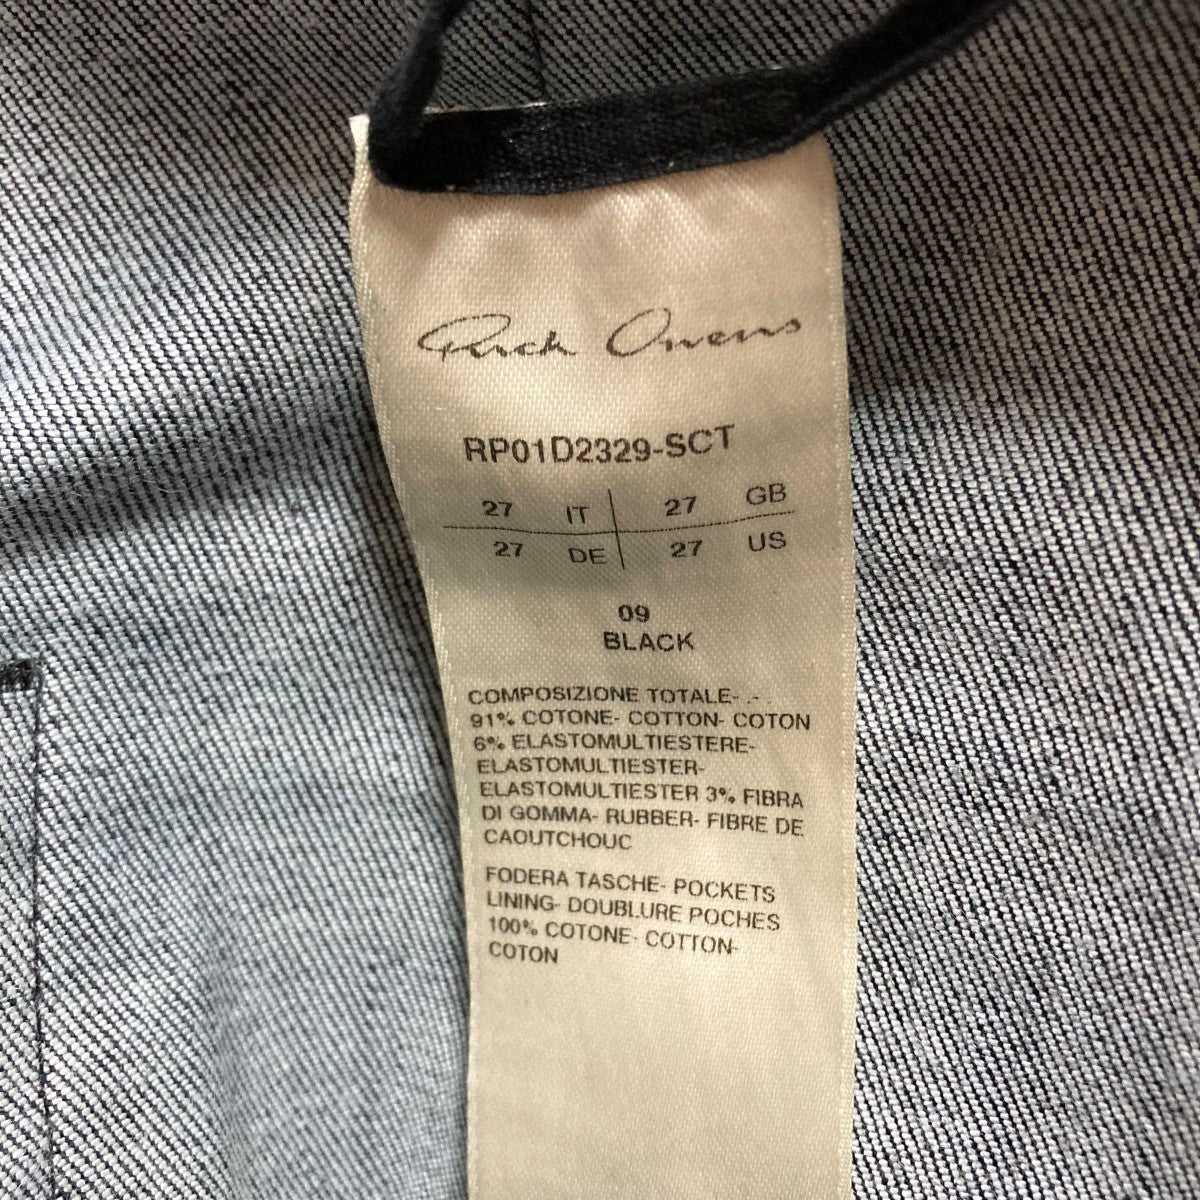 Rick Owens
RP01D2329-SCT
27 IT 27 GB
27 DE 27 US
09
BLACK
COMPOSIZIONE TOTALE- .-
91% COTONE- COTTON- COTON
6% ELASTOMULTIESTERE-
ELASTOMULTIESTER-
ELASTOMULTIESTER 3% FIBRA
DI GOMMA- RUBBER- FIBRE DE
CAOUTCHOUC
FODERA TASCHE- POCKETS
LINING- DOUBLURE POCHES
100% COTONE- COTTON-
COTON